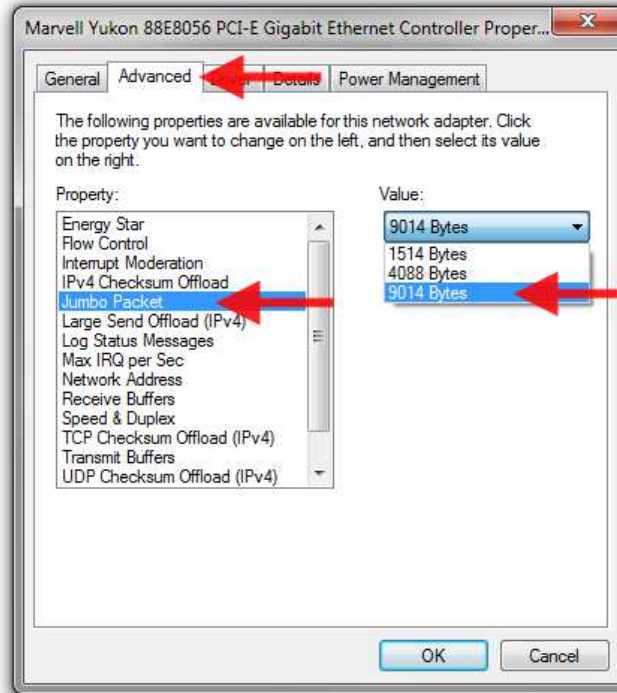 Marvell Yukon 88E8056 PCI-E Gigabit Ethernet Controller Proper...
General Advanced Driver Details Power Management
The following properties are available for this network adapter. Click
the property you want to change on the left, and then select its value
on the right.
Property:
Value:
Energy Star
Flow Control
Interrupt Moderation
IPv4 Checksum Offload
Jumbo Packet
Large Send Offload (IPv4)
Log Status Messages
Max IRQ per Sec
Network Address
Receive Buffers
Speed & Duplex
TCP Checksum Offload (IPv4)
Transmit Buffers
UDP Checksum Offload (IPv4)
9014 Bytes
1514 Bytes
4088 Bytes
9014 Bytes
OK
Cancel